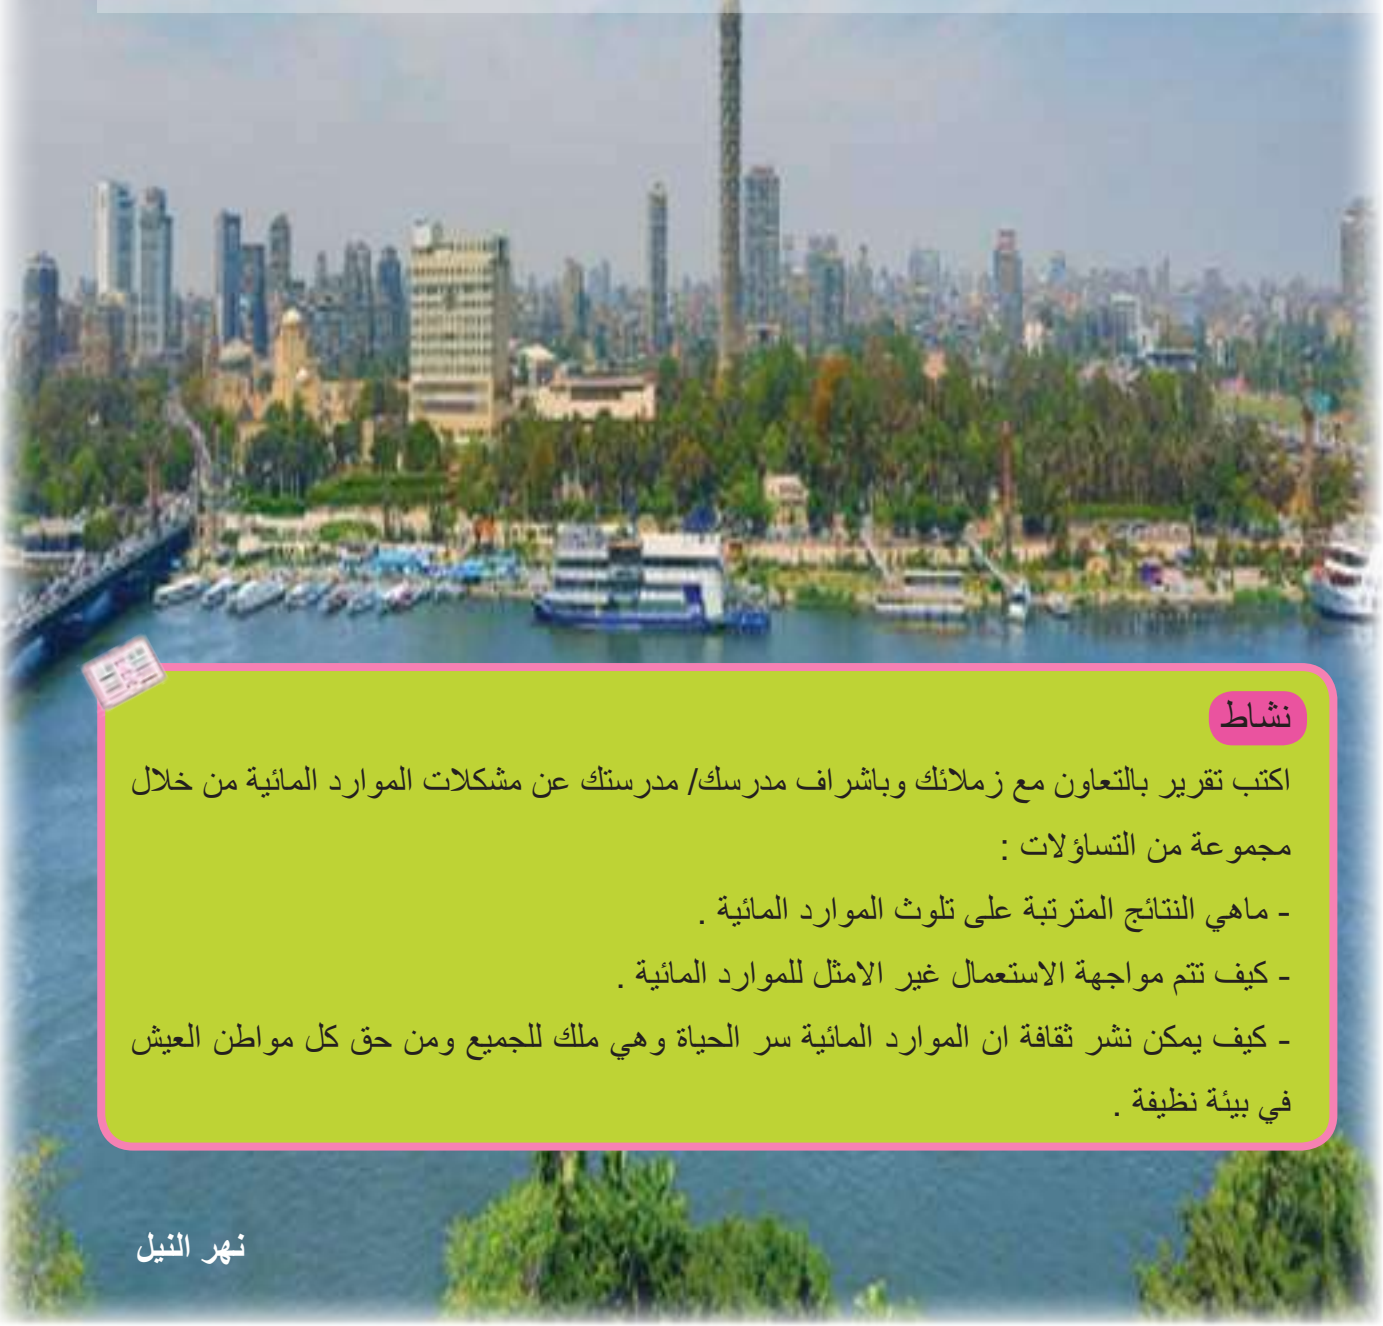 نشاط
اكتب تقرير بالتعاون مع زملائك وباشراف مدرسك/ مدرستك عن مشكلات الموارد المائية من خلال
مجموعة من التساؤلات :
- ماهي النتائج المترتبة على تلوث الموارد المائية .
- كيف تتم مواجهة الاستعمال غير الامثل للموارد المائية .
- كيف يمكن نشر ثقافة ان الموارد المائية سر الحياة وهي ملك للجميع ومن حق كل مواطن العيش
في بيئة نظيفة .
نهر النيل